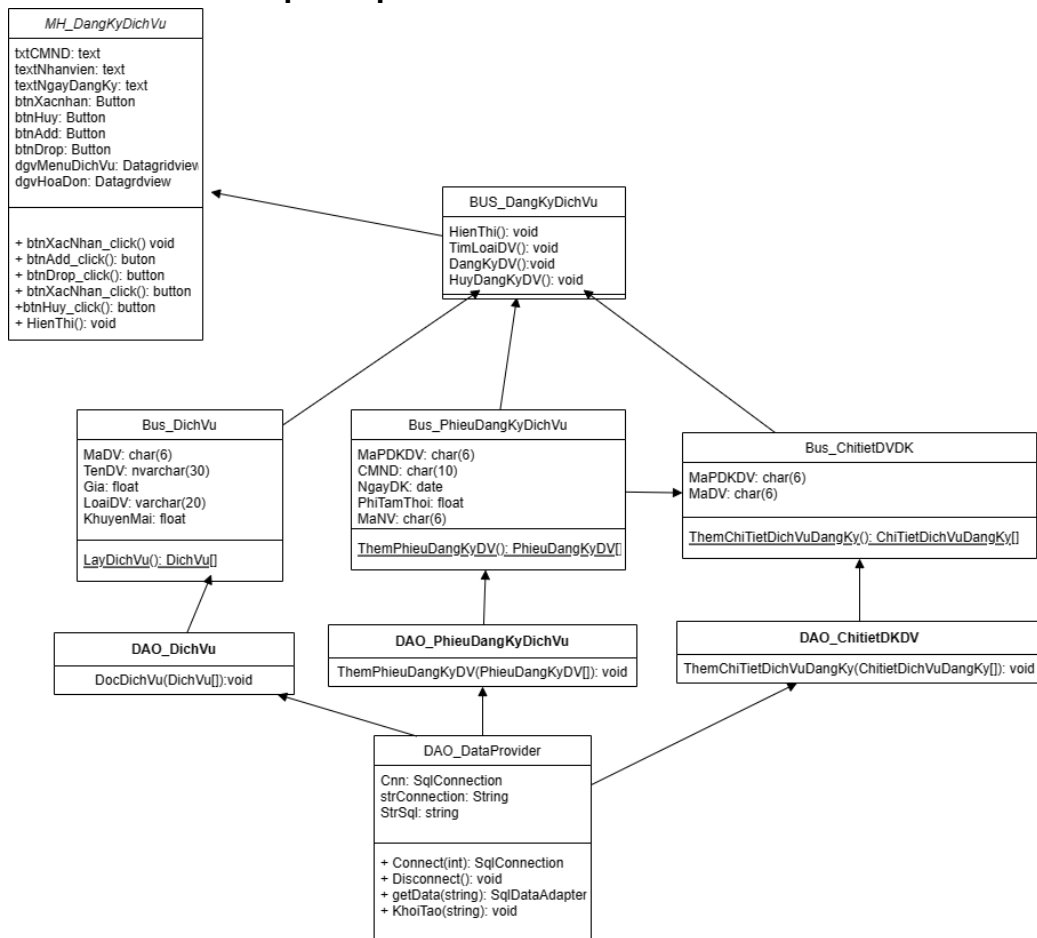 MH_DangKyDichVu
txtCMND: text
textNhanvien: text
textNgayDangKy: text
btnXacnhan: Button
btnHuy: Button
btnAdd: Button
btnDrop: Button
dgvMenuDichVu: Datagridview
dgvHoaDon: Datagrdview
+ btnXacNhan_click() void
+ btnAdd_click(): buton
+ btnDrop_click(): button
+ btnXacNhan_click(): button
+btnHuy_click(): button
+ HienThi(): void
BUS_DangKyDichVu
HienThi(): void
TimLoaiDV(): void
DangKyDV():void
HuyDangKyDV(): void
Bus_DichVu
MaDV: char(6)
TenDV: nvarchar(30)
Gia: float
LoaiDV: varchar(20)
KhuyenMai: float
LayDichVu(): DichVu[]
Bus_PhieuDangKyDichVu
MaPDKDV: char(6)
CMND: char(10)
NgayDK: date
PhiTamThoi: float
MaNV: char(6)
ThemPhieuDangKyDV(): PhieuDangKyDV[]
Bus_ChitietDVDK
MaPDKDV: char(6)
MaDV: char(6)
ThemChiTietDichVuDangKy(): ChiTietDichVuDangKy[]
DAO_DichVu
DocDichVu(DichVu[]):void
DAO_PhieuDangKyDichVu
ThemPhieuDangKyDV(PhieuDangKyDV[]): void
DAO_ChitietDKDV
ThemChiTietDichVuDangKy(ChitietDichVuDangKy[]): void
DAO_DataProvider
Cnn: SqlConnection
strConnection: String
StrSql: string
+ Connect(int): SqlConnection
+ Disconnect(): void
+ getData(string): SqlDataAdapter
+ KhoiTao(string): void